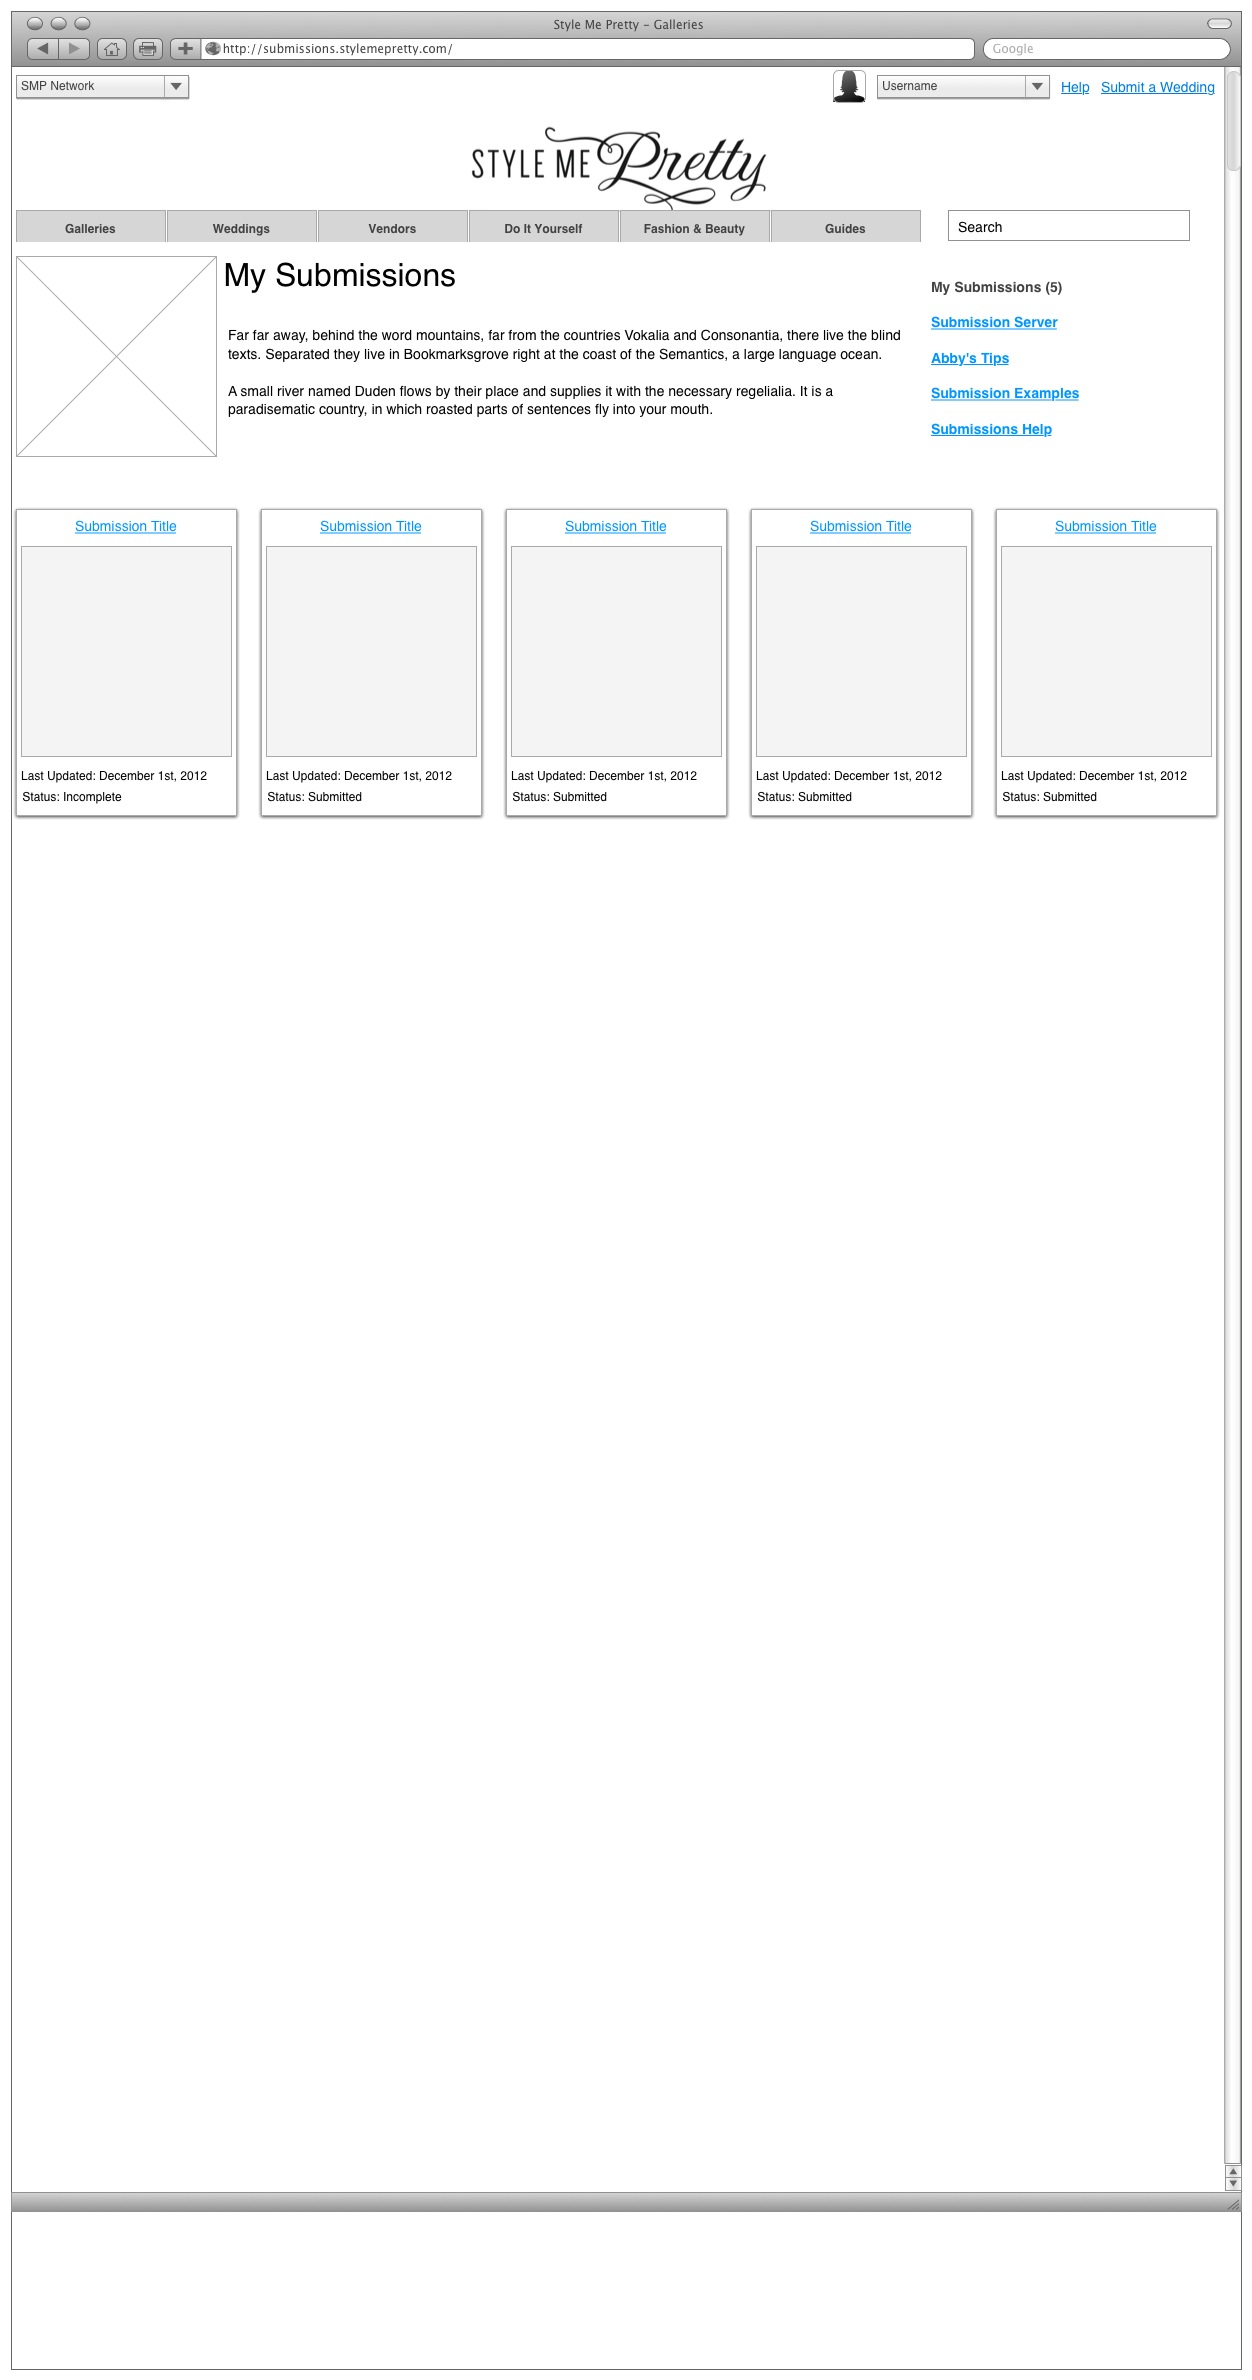 Style Me Pretty – Galleries
http://submissions.stylemepretty.com/
Google
SMP Network
Username
Help
Submit a Wedding
STYLE ME Pretty
Galleries
Weddings
Vendors
Do It Yourself
Fashion & Beauty
Guides
Search
My Submissions
Far far away, behind the word mountains, far from the countries Vokalia and Consonantia, there live the blind
texts. Separated they live in Bookmarksgrove right at the coast of the Semantics, a large language ocean.
A small river named Duden flows by their place and supplies it with the necessary regelialia. It is a
paradisematic country, in which roasted parts of sentences fly into your mouth.
My Submissions (5)
Submission Server
Abby's Tips
Submission Examples
Submissions Help
Submission Title
Last Updated: December 1st, 2012
Status: Incomplete
Submission Title
Last Updated: December 1st, 2012
Status: Submitted
Submission Title
Last Updated: December 1st, 2012
Status: Submitted
Submission Title
Last Updated: December 1st, 2012
Status: Submitted
Submission Title
Last Updated: December 1st, 2012
Status: Submitted